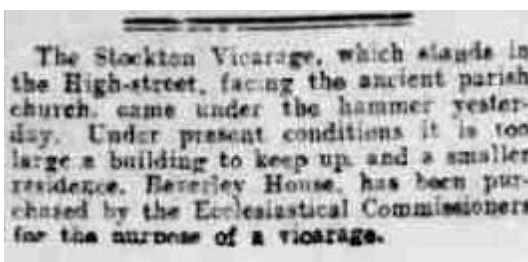 The Stockton Vicarage, which stands in
the High-street, facing the ancient parish
church, came under the hammer yester-
day. Under present conditions it is too
large a building to keep up, and a smaller
residence, Beverley House, has been pur-
chased by the Ecclesiastical Commissioners
for the purpose of a vicarage.